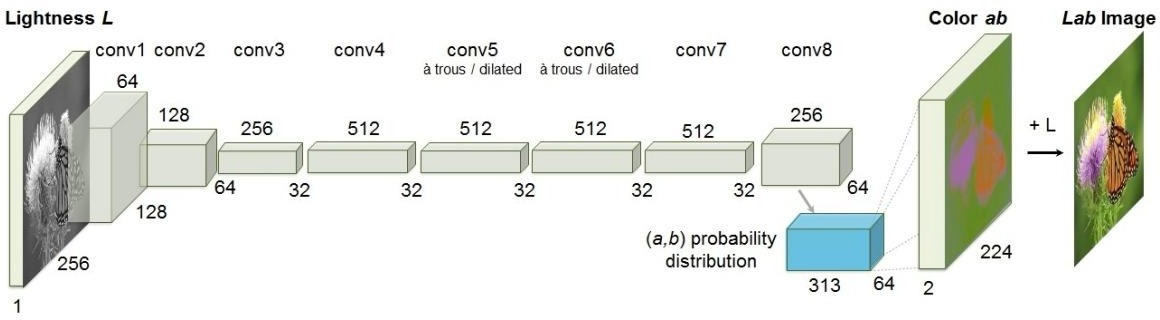 Lightness L
Color ab
Lab Image
conv1 conv2 conv3 conv4 conv5 conv6 conv7 conv8
à trous / dilated à trous / dilated
64
128
256
512
512
512
512
256
+ L
64
32
32
32
32
32
64
128
256
1
(a,b) probability
distribution
313
64
2
224